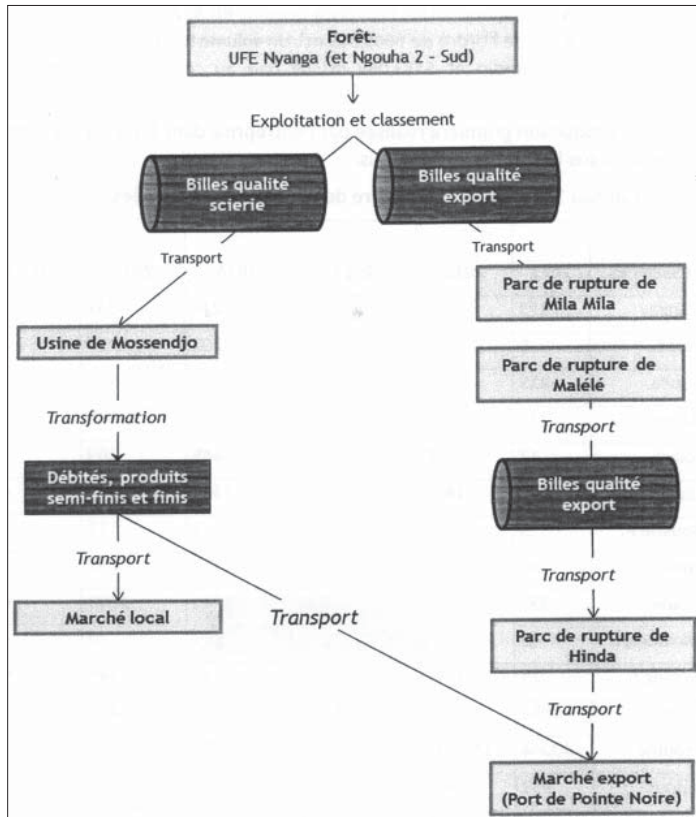 Forêt:
UFE Nyanga (et Ngouha 2 - Sud)
Exploitation et classement
Billes qualité
scierie
Billes qualité
export
Transport
Transport
Parc de rupture de
Mila Mila
Usine de Mossendjo
Parc de rupture de
Malélé
Transformation
Transport
Débités, produits
semi-finis et finis
Billes qualité
export
Transport
Transport
Marché local
Transport
Parc de rupture de
Hinda
Transport
Marché export
(Port de Pointe Noire)